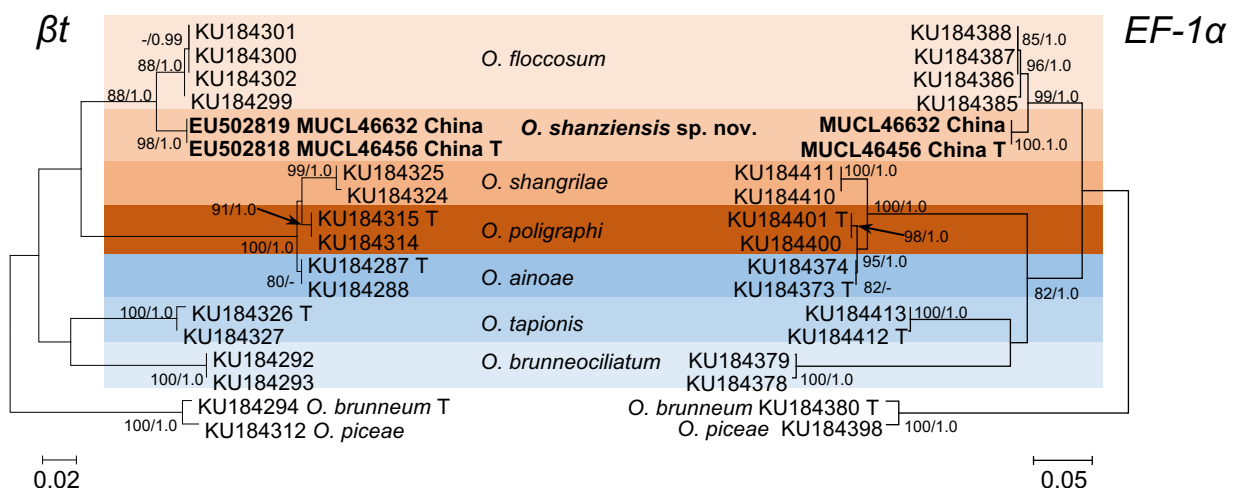 βt
EF-1α
-/0.99
KU184301
KU184300
88/1.0
KU184302
KU184299
88/1.0
EU502819 MUCL46632 China
EU502818 MUCL46456 China T
98/1.0
99/1.0
KU184325
KU184324
91/1.0
KU184315 T
KU184314
100/1.0
KU184287 T
80/-
KU184288
100/1.0
KU184326 T
KU184327
KU184292
KU184293
100/1.0
KU184294 O. brunneum T
100/1.0
KU184312 O. piceae
0.02
O. floccosum
O. shanziensis sp. nov.
O. shangrilae
O. poligraphi
O. ainoae
O. tapionis
O. brunneociliatum
KU184388
85/1.0
KU184387
96/1.0
KU184386
KU184385
99/1.0
MUCL46632 China
MUCL46456 China T
100.1.0
KU184411
100/1.0
KU184410
100/1.0
KU184401 T
KU184400
98/1.0
KU184374
95/1.0
KU184373 T
82/-
82/1.0
KU184413
100/1.0
KU184412 T
KU184379
KU184378
100/1.0
O. brunneum KU184380 T
O. piceae KU184398
100/1.0
0.05